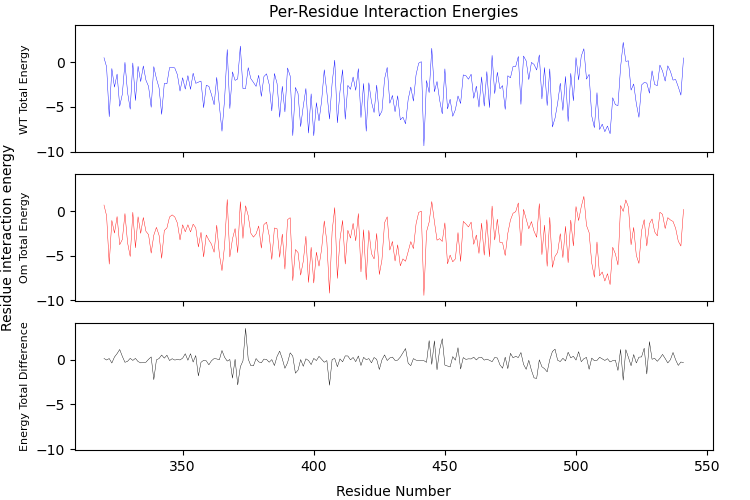 Per-Residue Interaction Energies
Residue interaction energy
WT Total Energy
0
−5
−10
Om Total Energy
0
−5
−10
Energy Total Difference
0
−5
−10
350 400 450 500 550
Residue Number